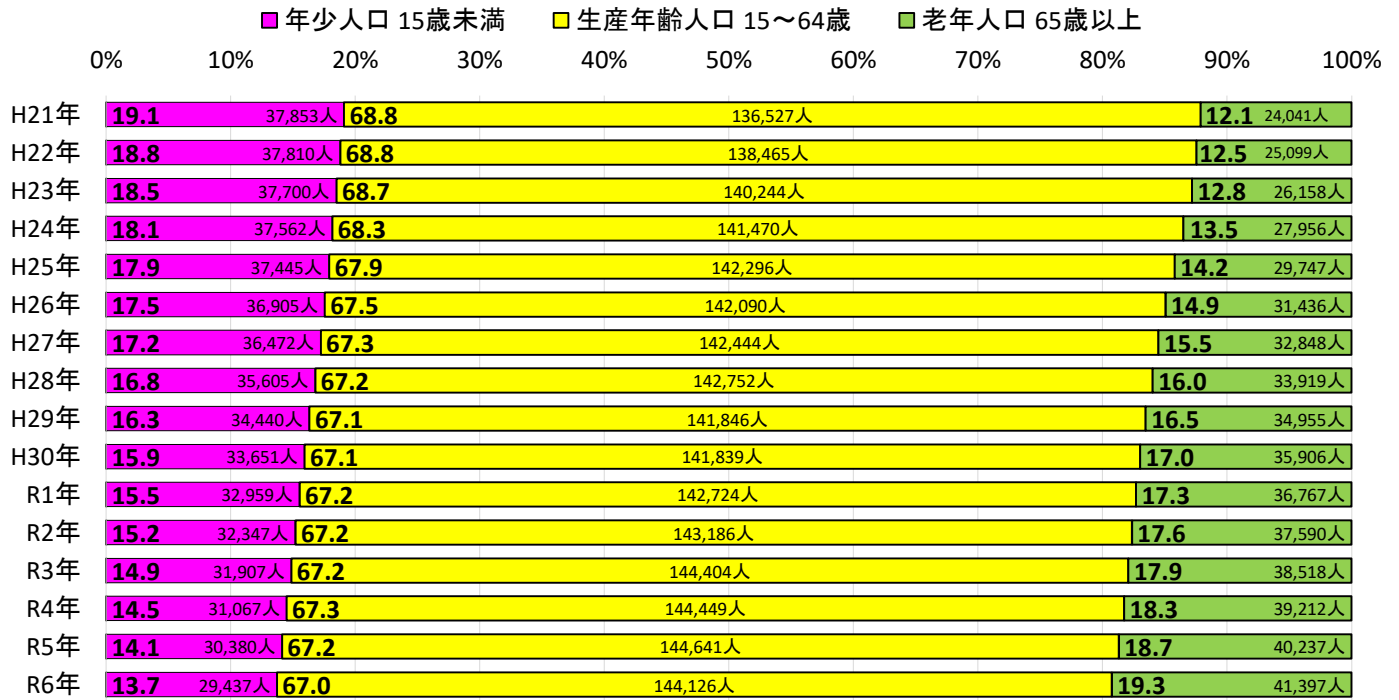 年少人口 15歳未満 生産年齢人口 15～64歳 老年人口 65歳以上
0% 10% 20% 30% 40% 50% 60% 70% 80% 90% 100%
H21年 19.1 37,853人 68.8 136,527人 12.1 24,041人
H22年 18.8 37,810人 68.8 138,465人 12.5 25,099人
H23年 18.5 37,700人 68.7 140,244人 12.8 26,158人
H24年 18.1 37,562人 68.3 141,470人 13.5 27,956人
H25年 17.9 37,445人 67.9 142,296人 14.2 29,747人
H26年 17.5 36,905人 67.5 142,090人 14.9 31,436人
H27年 17.2 36,472人 67.3 142,444人 15.5 32,848人
H28年 16.8 35,605人 67.2 142,752人 16.0 33,919人
H29年 16.3 34,440人 67.1 141,846人 16.5 34,955人
H30年 15.9 33,651人 67.1 141,839人 17.0 35,906人
R1年 15.5 32,959人 67.2 142,724人 17.3 36,767人
R2年 15.2 32,347人 67.2 143,186人 17.6 37,590人
R3年 14.9 31,907人 67.2 144,404人 17.9 38,518人
R4年 14.5 31,067人 67.3 144,449人 18.3 39,212人
R5年 14.1 30,380人 67.2 144,641人 18.7 40,237人
R6年 13.7 29,437人 67.0 144,126人 19.3 41,397人